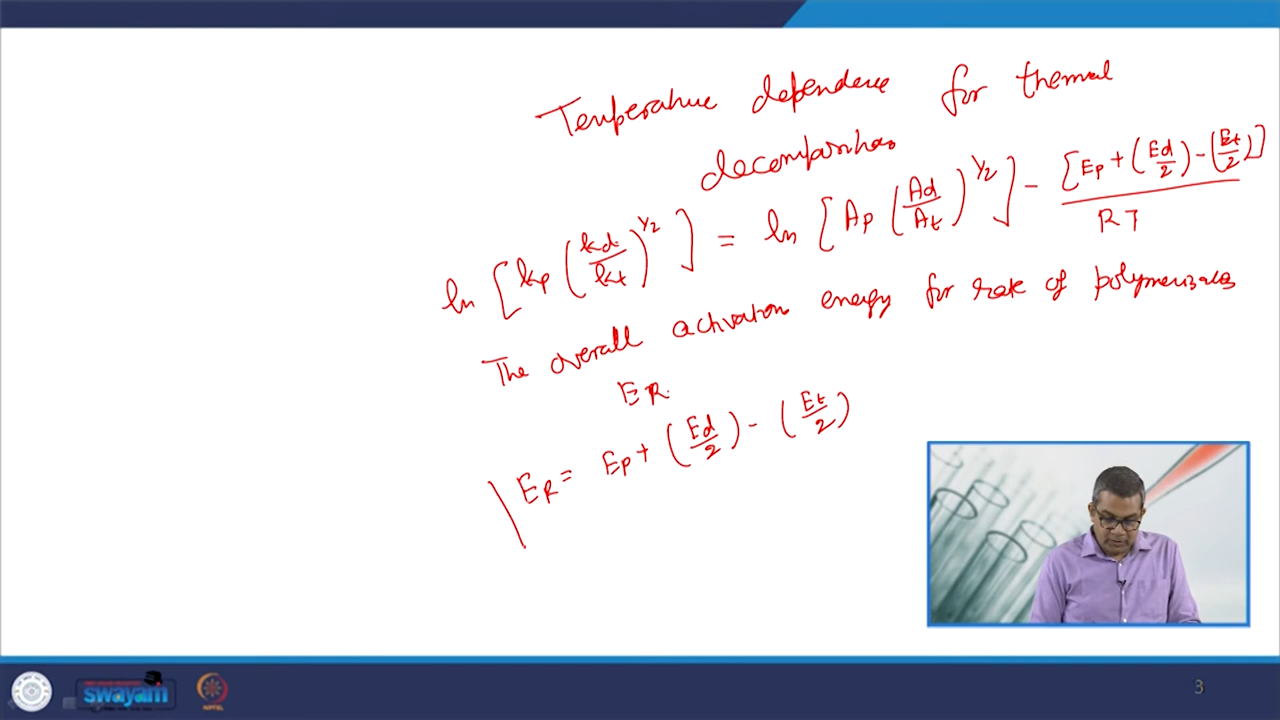 Temperature dependence for thermal
decomposition
ln [kp (kd/kt)^1/2] = ln [Ap (Ad/At)^1/2] - [Ep + (Ed/2) - (Et/2)] / RT
The overall activation energy for rate of polymerization
ER.
ER = Ep + (Ed/2) - (Et/2)
swayam
3